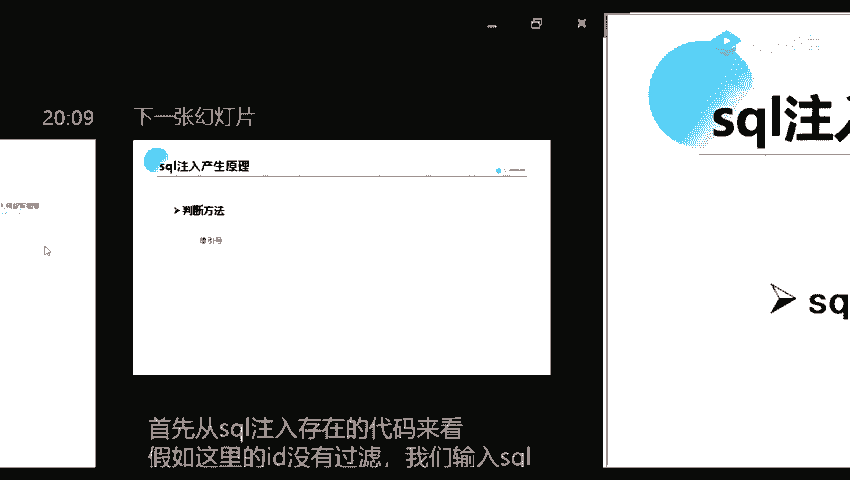 20:09
下一张幻灯片
sql注入产生原理
➢ 判断方法
单引号
首先从sql注入存在的代码来看
假如这里的id没有过滤，我们输入sql
sql注入
➢ sq